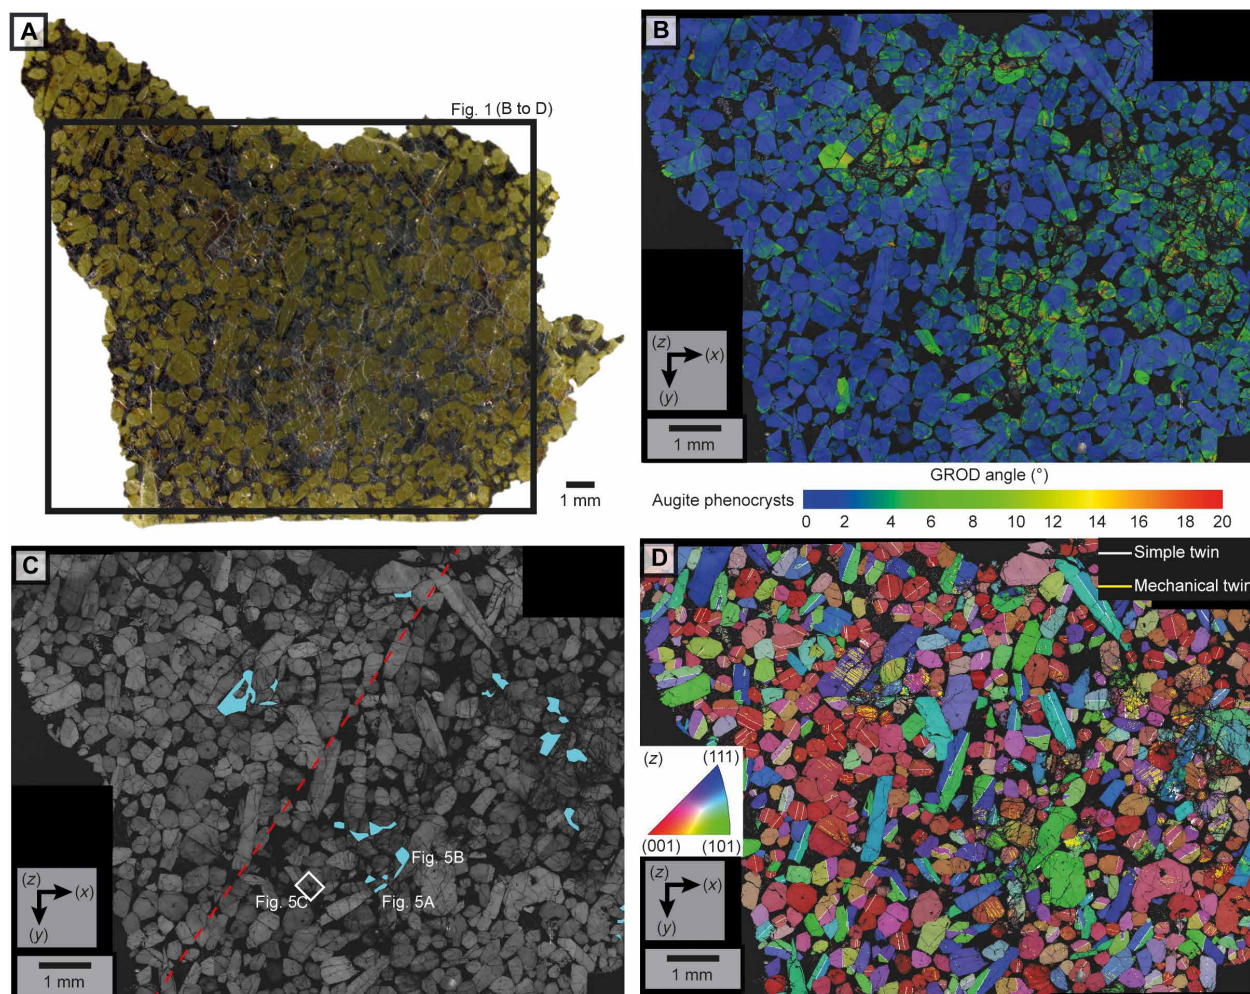 A
Fig. 1 (B to D)
1 mm
B
(z)
(x)
(y)
1 mm
GROD angle (°)
Augite phenocrysts
0 2 4 6 8 10 12 14 16 18 20
C
Fig. 5B
Fig. 5C
Fig. 5A
(z)
(x)
(y)
1 mm
D
Simple twin
Mechanical twin
(z)
(111)
(001)
(101)
(z)
(x)
(y)
1 mm